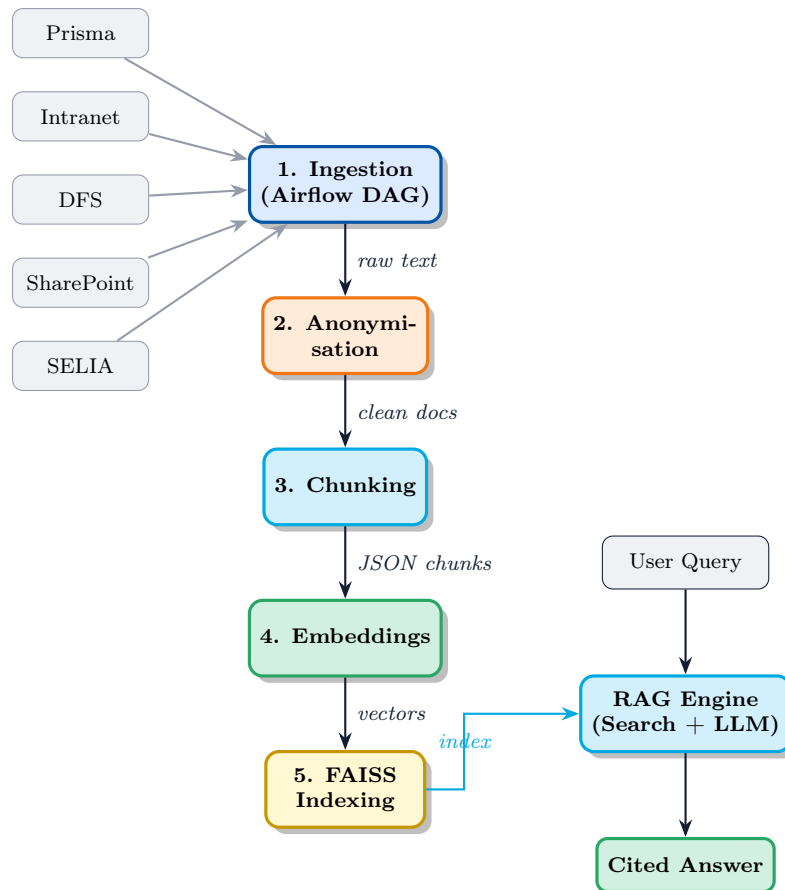 Prisma
Intranet
DFS
SharePoint
SELIA
1. Ingestion
(Airflow DAG)
raw text
2. Anonymi-
sation
clean docs
3. Chunking
JSON chunks
4. Embeddings
vectors
5. FAISS
Indexing
index
User Query
RAG Engine
(Search + LLM)
Cited Answer